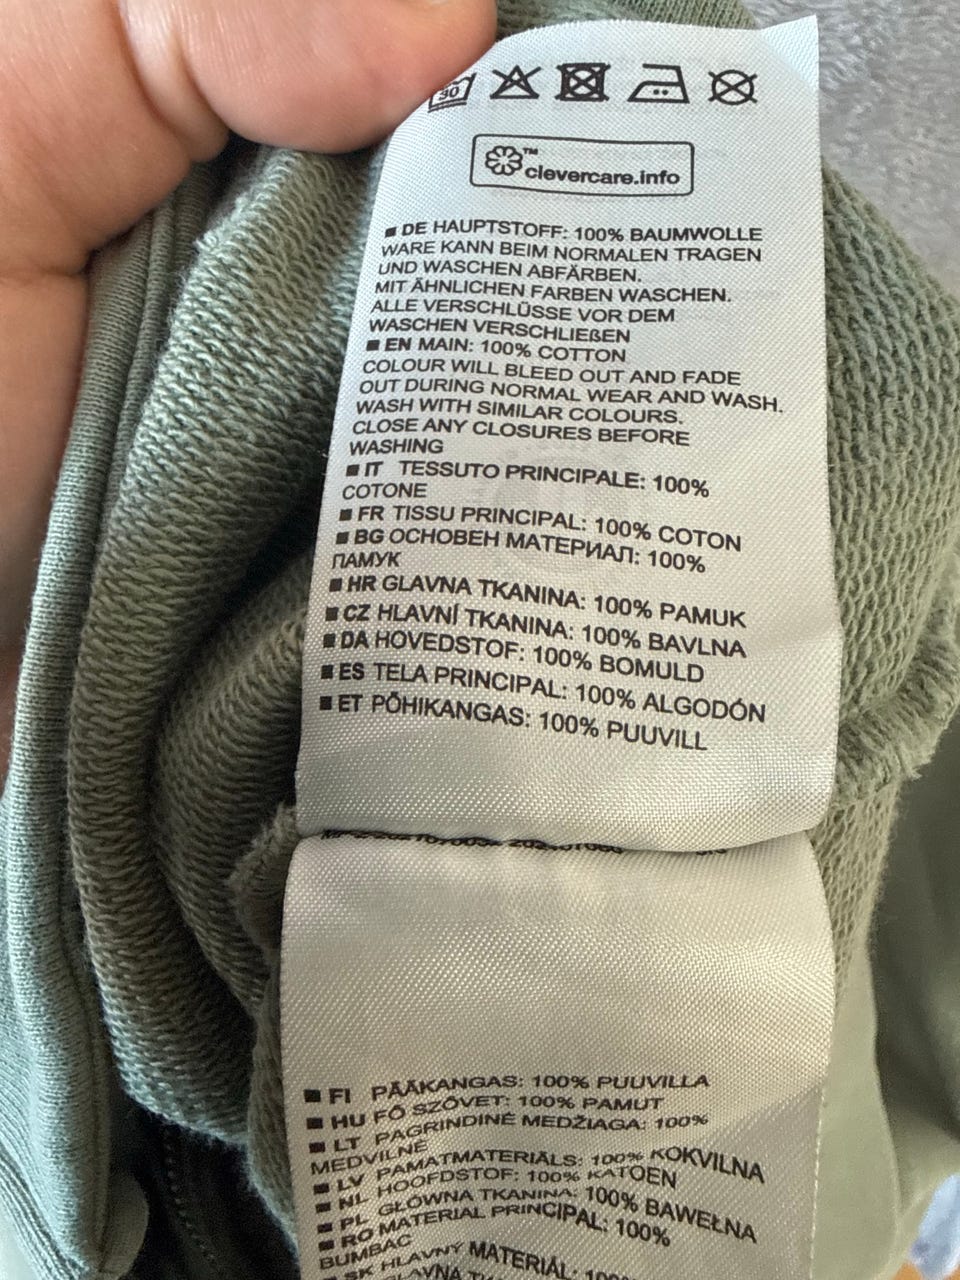 30
™
clevercare.info
■ DE HAUPTSTOFF: 100% BAUMWOLLE
WARE KANN BEIM NORMALEN TRAGEN
UND WASCHEN ABFÄRBEN.
MIT ÄHNLICHEN FARBEN WASCHEN.
ALLE VERSCHLÜSSE VOR DEM
WASCHEN VERSCHLIEßEN
■ EN MAIN: 100% COTTON
COLOUR WILL BLEED OUT AND FADE
OUT DURING NORMAL WEAR AND WASH.
WASH WITH SIMILAR COLOURS.
CLOSE ANY CLOSURES BEFORE
WASHING
■ IT TESSUTO PRINCIPALE: 100%
COTONE
■ FR TISSU PRINCIPAL: 100% COTON
■ BG ОСНОВЕН МАТЕРИАЛ: 100%
ПАМУК
■ HR GLAVNA TKANINA: 100% PAMUK
■ CZ HLAVNÍ TKANINA: 100% BAVLNA
■ DA HOVEDSTOF: 100% BOMULD
■ ES TELA PRINCIPAL: 100% ALGODÓN
■ ET PÕHIKANGAS: 100% PUUVILL
■ FI PÄÄKANGAS: 100% PUUVILLA
■ HU FŐ SZÖVET: 100% PAMUT
■ LT PAGRINDINĖ MEDŽIAGA: 100%
MEDVILNĖ
■ LV PAMATMATERIĀLS: 100% KOKVILNA
■ NL HOOFDSTOF: 100% KATOEN
■ PL GŁÓWNA TKANINA: 100% BAWEŁNA
■ RO MATERIAL PRINCIPAL: 100%
BUMBAC
■ SK HLAVNÝ MATERIÁL: 100%